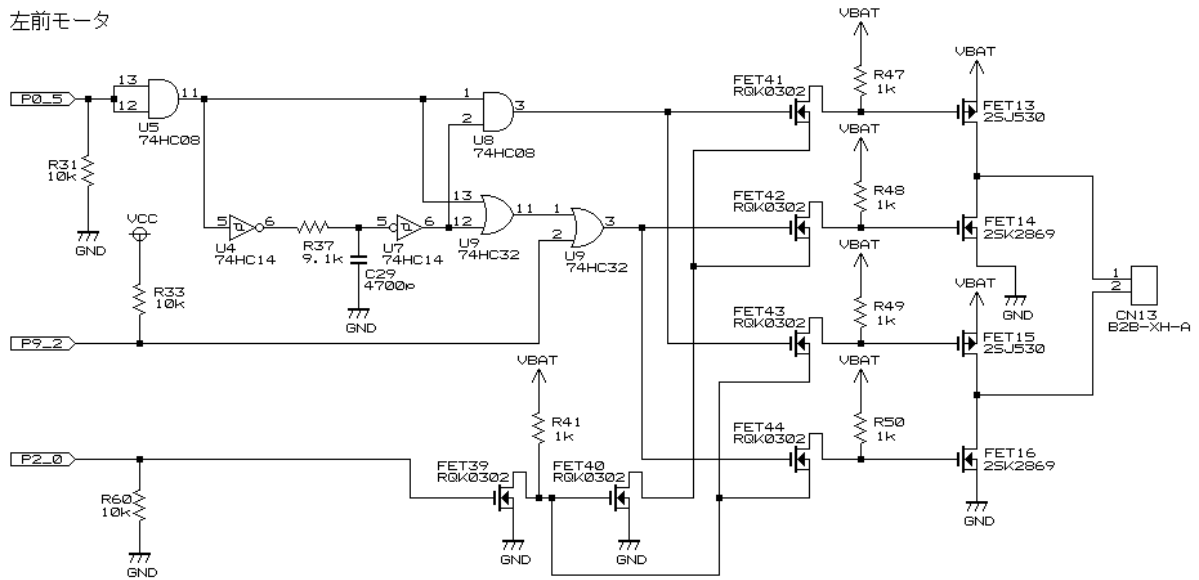 左前モータ
P0_5
13
12
11
U5
74HC08
R31
10k
GND
VCC
R33
10k
P9_2
P2_0
R60
10k
GND
5
6
U4
74HC14
R37
9.1k
C29
4700p
GND
5
6
U7
74HC14
1
2
3
U8
74HC08
13
12
11
U9
74HC32
1
2
3
U9
74HC32
VBAT
R41
1k
FET39
RQK0302
GND
FET40
RQK0302
GND
FET41
RQK0302
VBAT
R47
1k
VBAT
FET13
2SJ530
FET42
RQK0302
VBAT
R48
1k
FET14
2SK2869
GND
FET43
RQK0302
VBAT
R49
1k
VBAT
FET15
2SJ530
FET44
RQK0302
VBAT
R50
1k
FET16
2SK2869
GND
1
2
CN13
B2B-XH-A